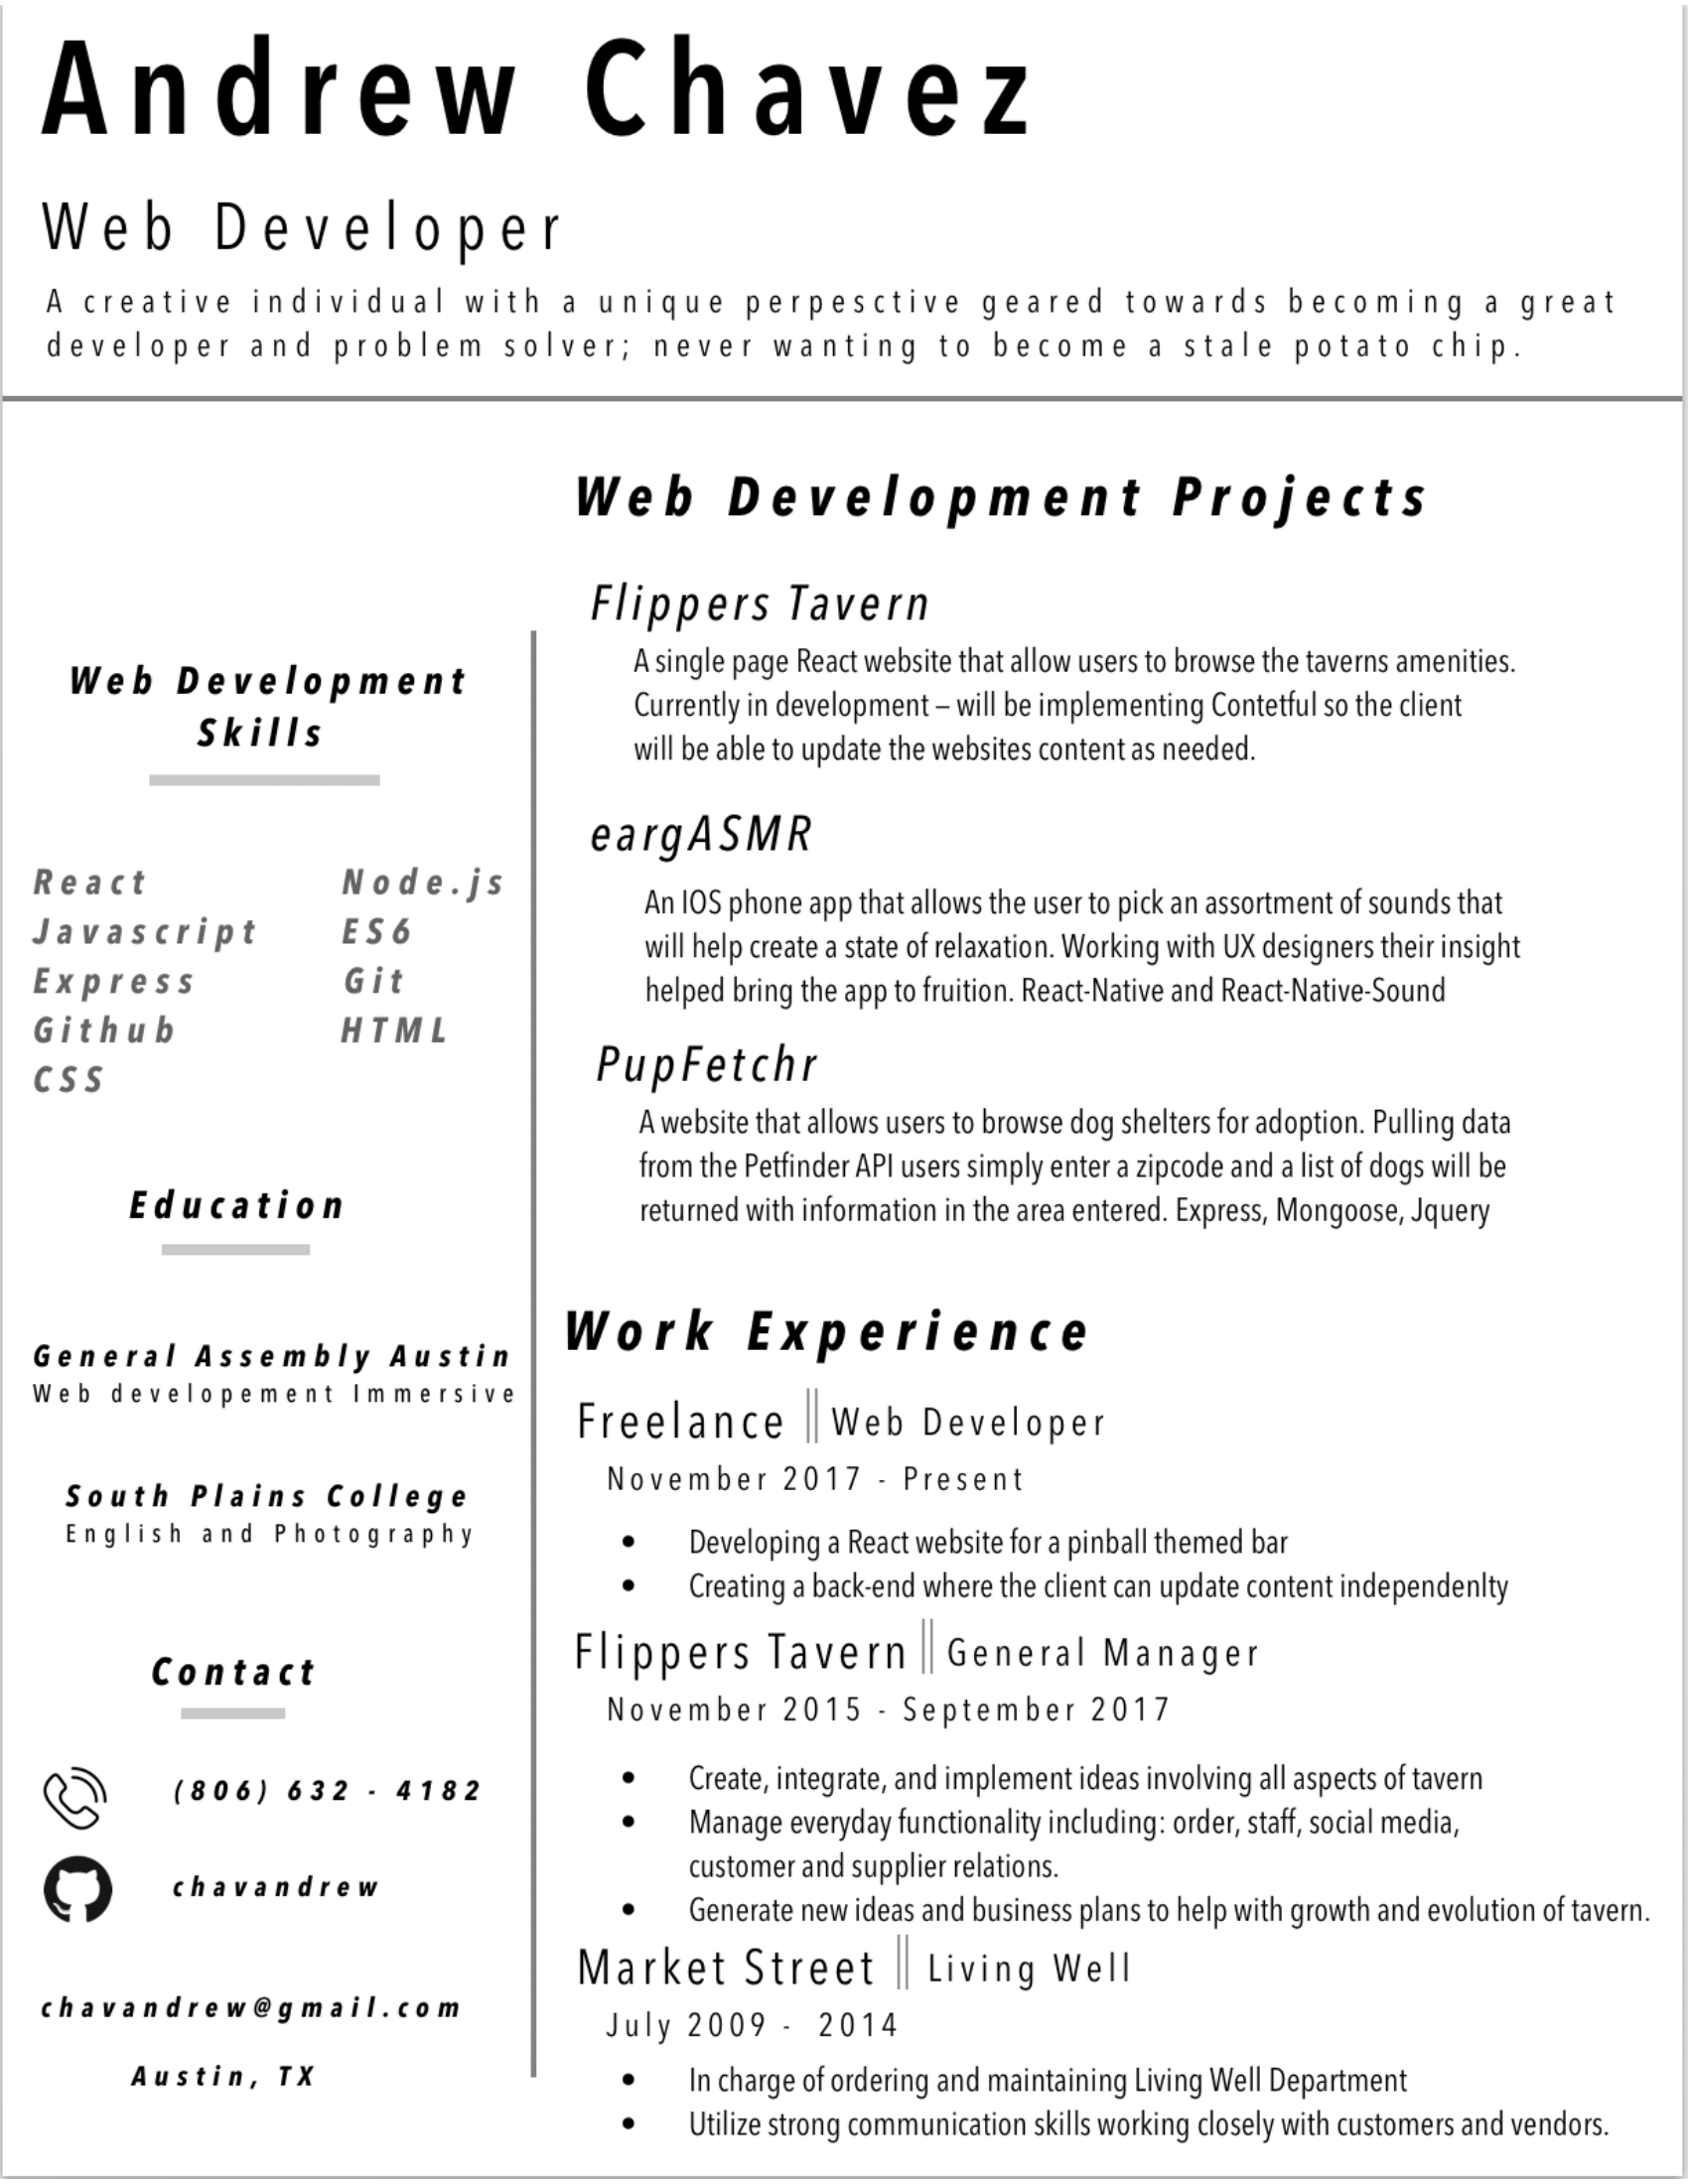 Andrew Chavez
Web Developer
A creative individual with a unique perpesctive geared towards becoming a great
developer and problem solver; never wanting to become a stale potato chip.
Web Development
Skills
React
Node.js
Javascript
ES6
Express
Git
Github
HTML
CSS
Education
General Assembly Austin
Web developement Immersive
South Plains College
English and Photography
Contact
(806) 632 - 4182
chavandrew
chavandrew@gmail.com
Austin, TX
Web Development Projects
Flippers Tavern
A single page React website that allow users to browse the taverns amenities.
Currently in development – will be implementing Contetful so the client
will be able to update the websites content as needed.
eargASMR
An IOS phone app that allows the user to pick an assortment of sounds that
will help create a state of relaxation. Working with UX designers their insight
helped bring the app to fruition. React-Native and React-Native-Sound
PupFetchr
A website that allows users to browse dog shelters for adoption. Pulling data
from the Petfinder API users simply enter a zipcode and a list of dogs will be
returned with information in the area entered. Express, Mongoose, Jquery
Work Experience
Freelance || Web Developer
November 2017 - Present
• Developing a React website for a pinball themed bar
• Creating a back-end where the client can update content independenlty
Flippers Tavern || General Manager
November 2015 - September 2017
• Create, integrate, and implement ideas involving all aspects of tavern
• Manage everyday functionality including: order, staff, social media,
customer and supplier relations.
• Generate new ideas and business plans to help with growth and evolution of tavern.
Market Street || Living Well
July 2009 - 2014
• In charge of ordering and maintaining Living Well Department
• Utilize strong communication skills working closely with customers and vendors.